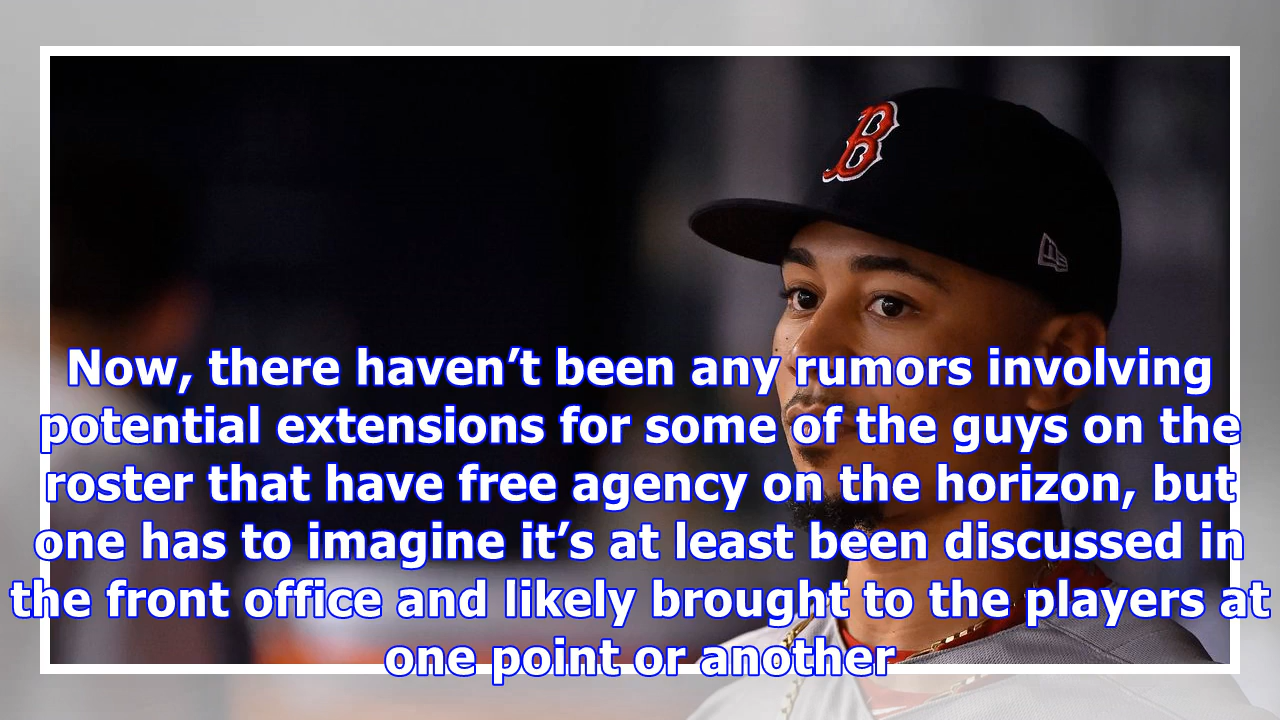 B
Now, there haven’t been any rumors involving
potential extensions for some of the guys on the
roster that have free agency on the horizon, but
one has to imagine it’s at least been discussed in
the front office and likely brought to the players at
one point or another